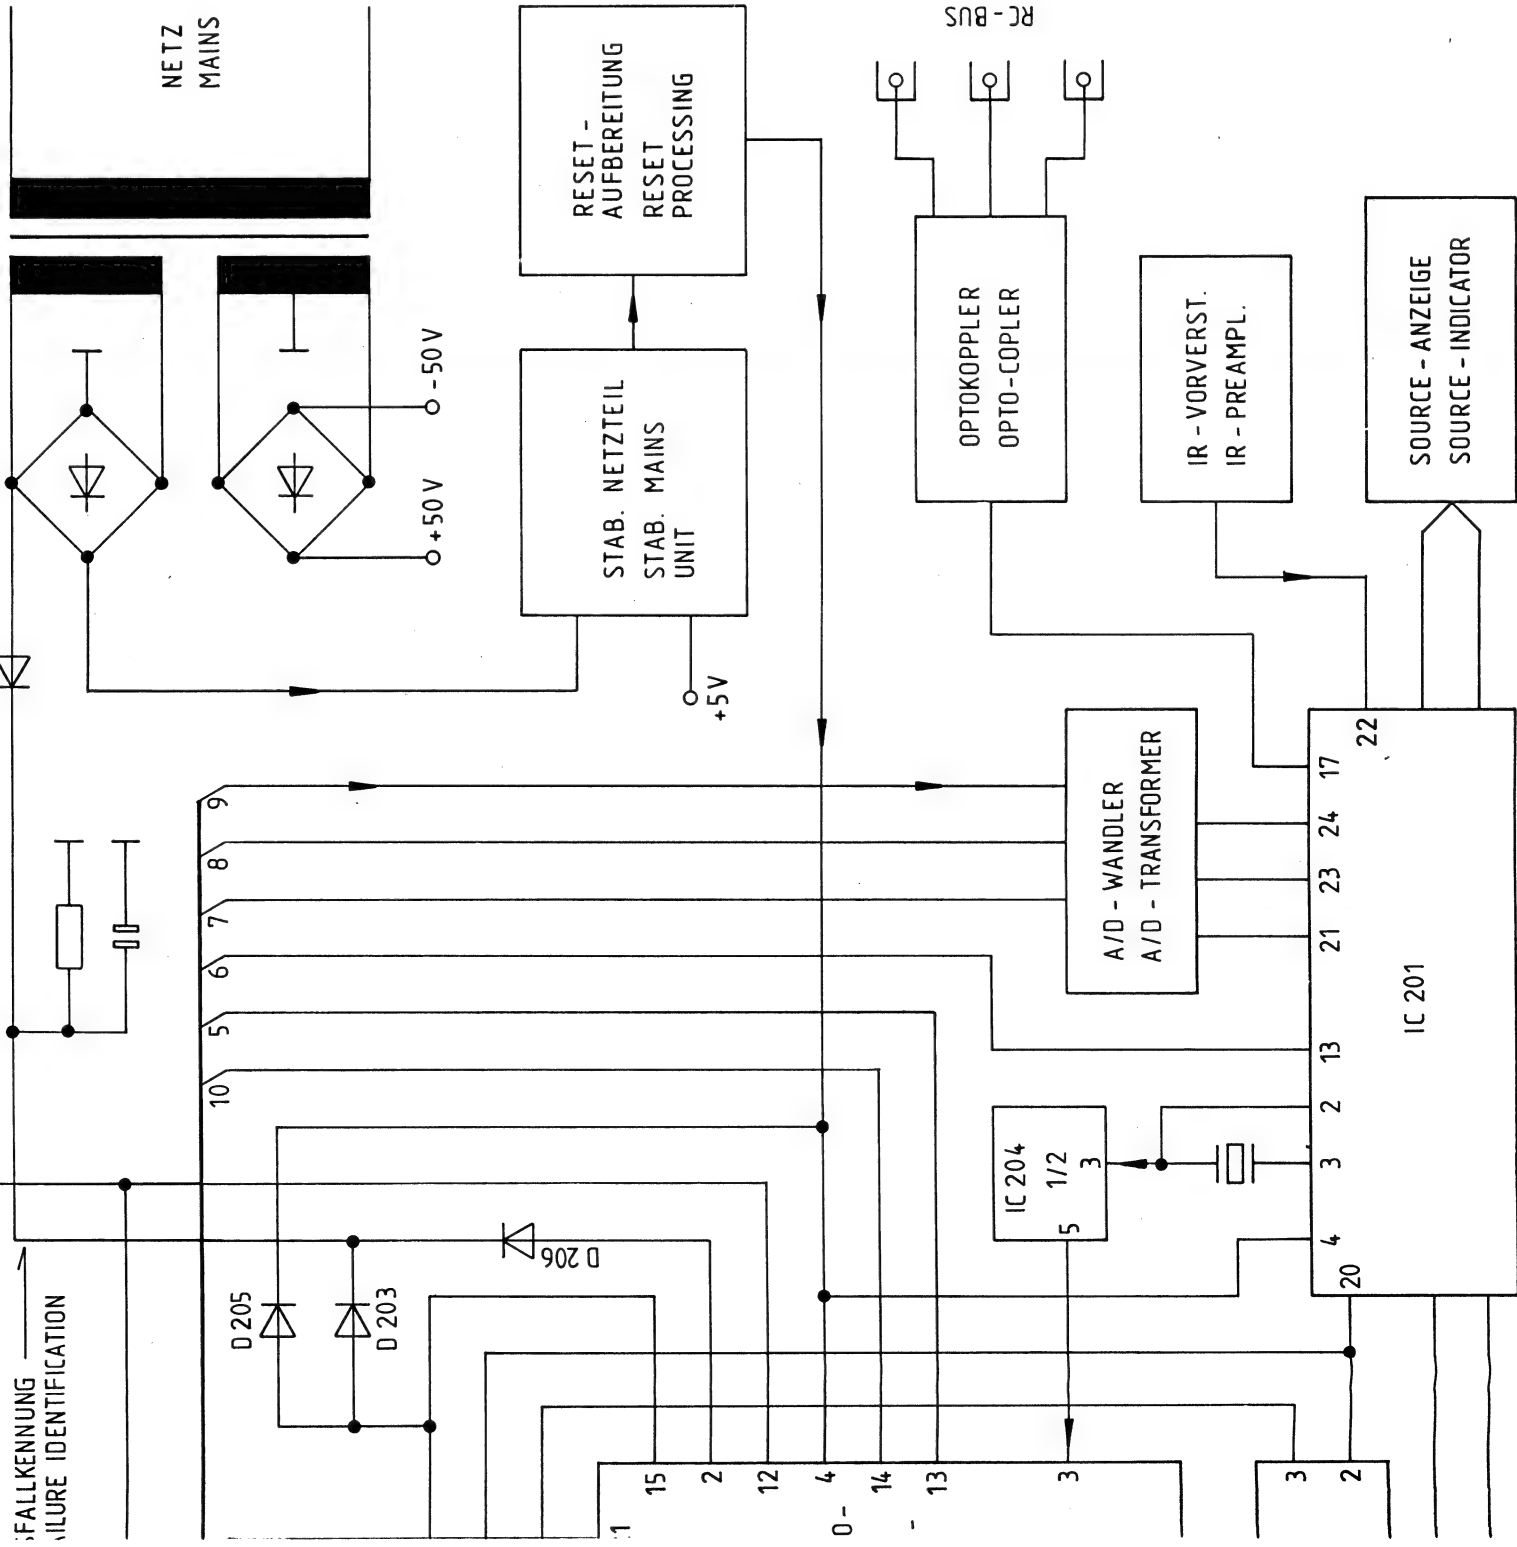 NETZ
MAINS
RESET -
AUFBEREITUNG
RESET
PROCESSING
RC - BUS
-50V
+50V
STAB. NETZTEIL
STAB. MAINS
UNIT
+5V
OPTOKOPPLER
OPTO-COPLER
IR - VORVERST.
IR - PREAMPL.
SOURCE - ANZEIGE
SOURCE - INDICATOR
9
8
7
6
5
10
A/D - WANDLER
A/D - TRANSFORMER
22
17
24
23
21
13
2
3
4
20
IC 201
IC 204
1/2
3
5
D 206
D 205
D 203
SFALLKENNUNG
ILURE IDENTIFICATION
15
2
12
4
14
13
3
1
O-
-
3
2